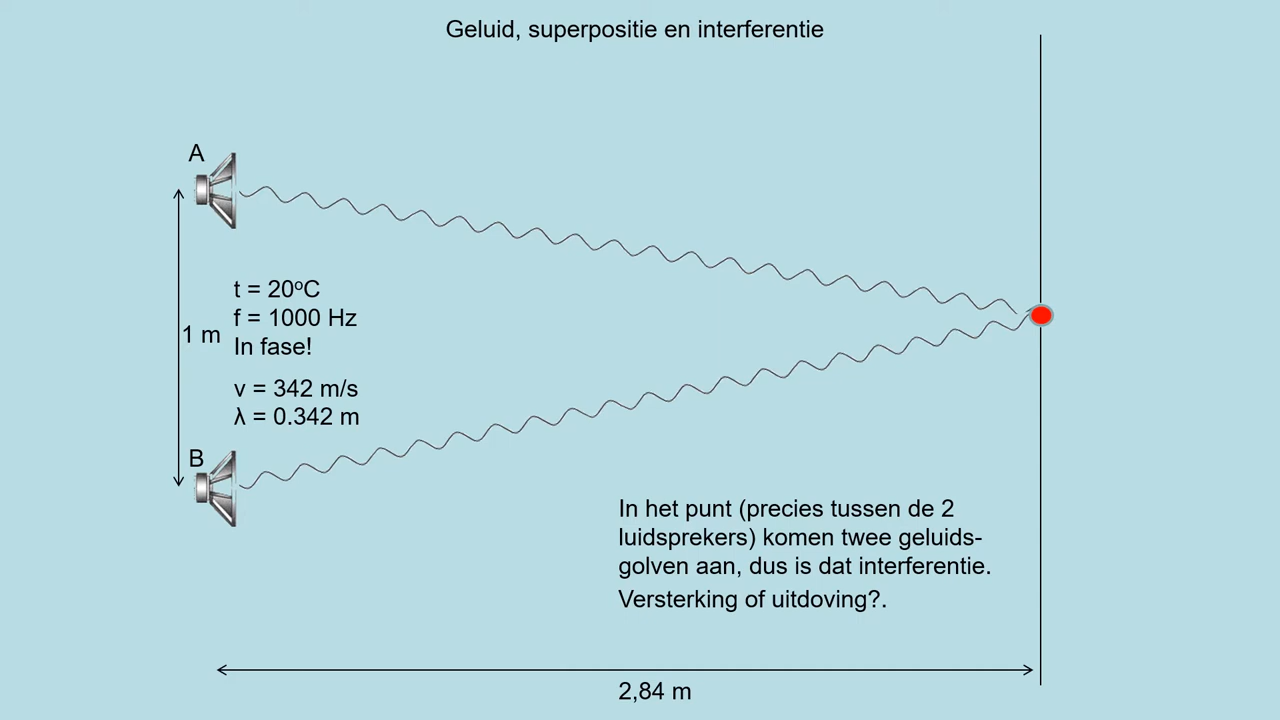 Geluid, superpositie en interferentie
A
t = 20°C
f = 1000 Hz
1 m
In fase!
v = 342 m/s
λ = 0.342 m
B
In het punt (precies tussen de 2
luidsprekers) komen twee geluids-
golven aan, dus is dat interferentie.
Versterking of uitdoving?.
2,84 m